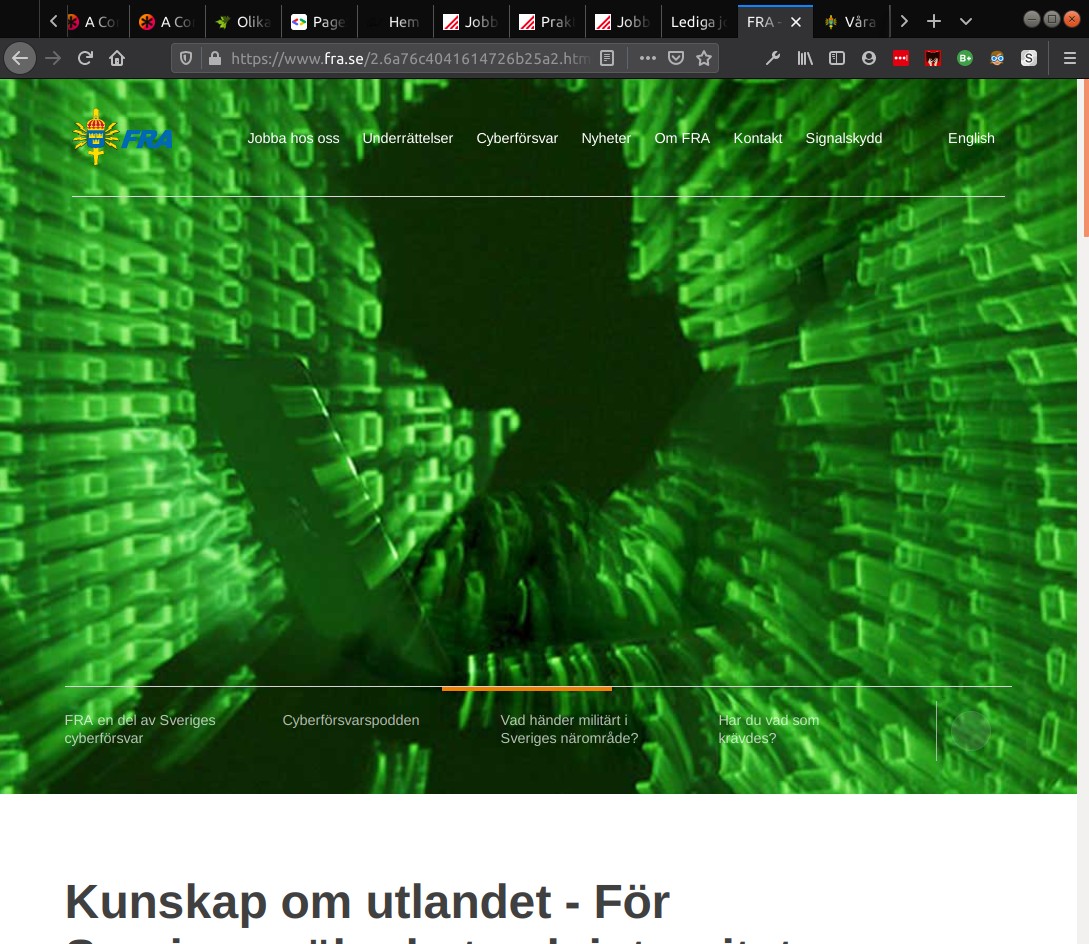 A Co
A Co
Olika
Page
Hem
Jobb
Prak
Jobb
Lediga jo
FRA -
Våra
https://www.fra.se/2.6a76c4041614726b25a2.htm
B+
S
FRA
Jobba hos oss
Underrättelser
Cyberförsvar
Nyheter
Om FRA
Kontakt
Signalskydd
English
FRA en del av Sveriges
cyberförsvar
Cyberförsvarspodden
Vad händer militärt i
Sveriges närområde?
Har du vad som
krävdes?
Kunskap om utlandet - För